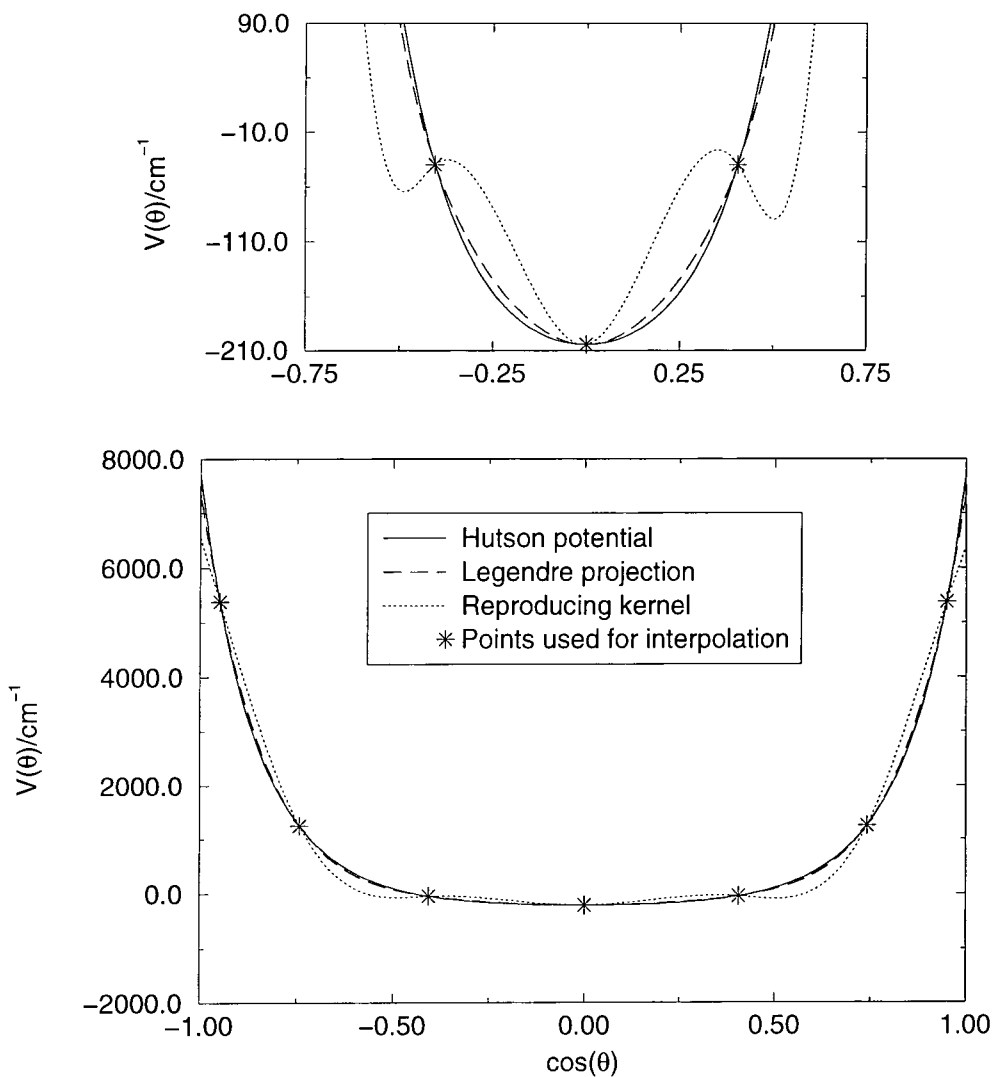 90.0
−10.0
−110.0
−210.0
V(θ)/cm⁻¹
−0.75 −0.25 0.25 0.75
8000.0
6000.0
4000.0
2000.0
0.0
−2000.0
V(θ)/cm⁻¹
Hutson potential
Legendre projection
Reproducing kernel
Points used for interpolation
−1.00 −0.50 0.00 0.50 1.00
cos(θ)